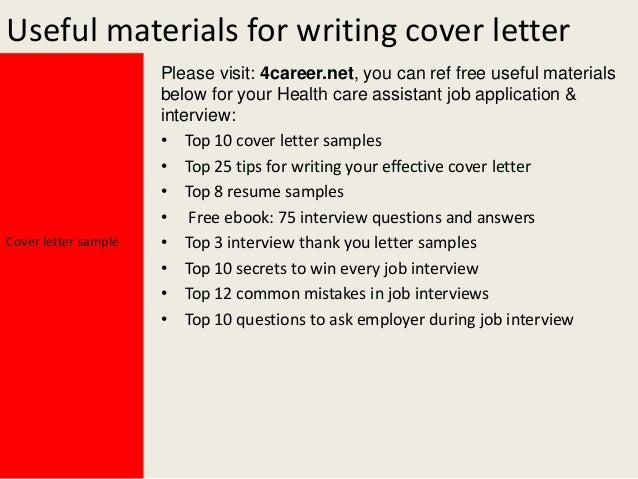 Useful materials for writing cover letter
Please visit: 4career.net, you can ref free useful materials
below for your Health care assistant job application &
interview:
• Top 10 cover letter samples
• Top 25 tips for writing your effective cover letter
• Top 8 resume samples
• Free ebook: 75 interview questions and answers
• Top 3 interview thank you letter samples
• Top 10 secrets to win every job interview
• Top 12 common mistakes in job interviews
• Top 10 questions to ask employer during job interview
Cover letter sample